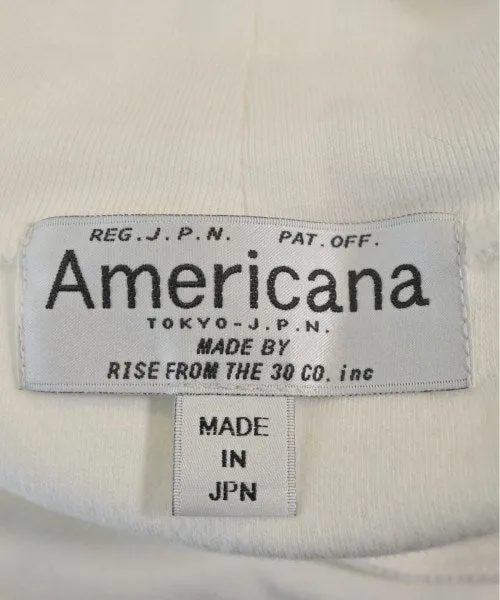 REG.J.P.N. PAT.OFF.
Americana
TOKYO-J.P.N.
MADE BY
RISE FROM THE 30 CO. inc
MADE
IN
JPN